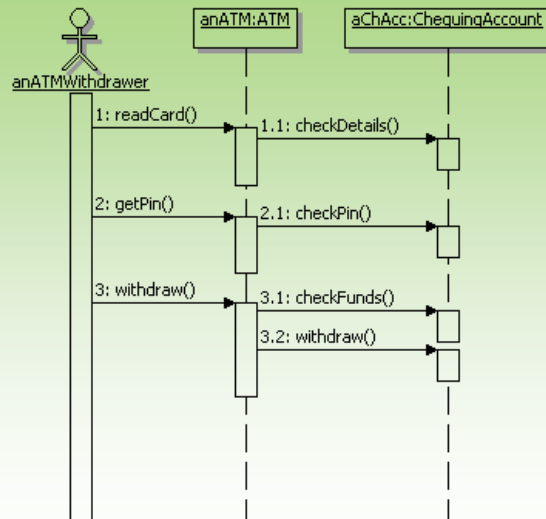 anATM:ATM
aChAcc:ChequingAccount
anATMWithdrawer
1: readCard()
1.1: checkDetails()
2: getPin()
2.1: checkPin()
3: withdraw()
3.1: checkFunds()
3.2: withdraw()